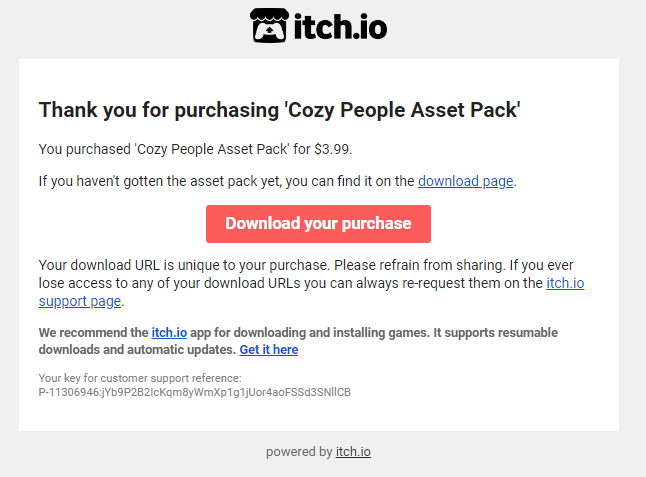 itch.io
Thank you for purchasing 'Cozy People Asset Pack'
You purchased 'Cozy People Asset Pack' for $3.99.
If you haven't gotten the asset pack yet, you can find it on the download page.
Download your purchase
Your download URL is unique to your purchase. Please refrain from sharing. If you ever
lose access to any of your download URLs you can always re-request them on the itch.io
support page.
We recommend the itch.io app for downloading and installing games. It supports resumable
downloads and automatic updates. Get it here
Your key for customer support reference:
P-11306946:jYb9P2B2IcKqm8yWmXp1g1jUor4aoFSSd3SNllCB
powered by itch.io